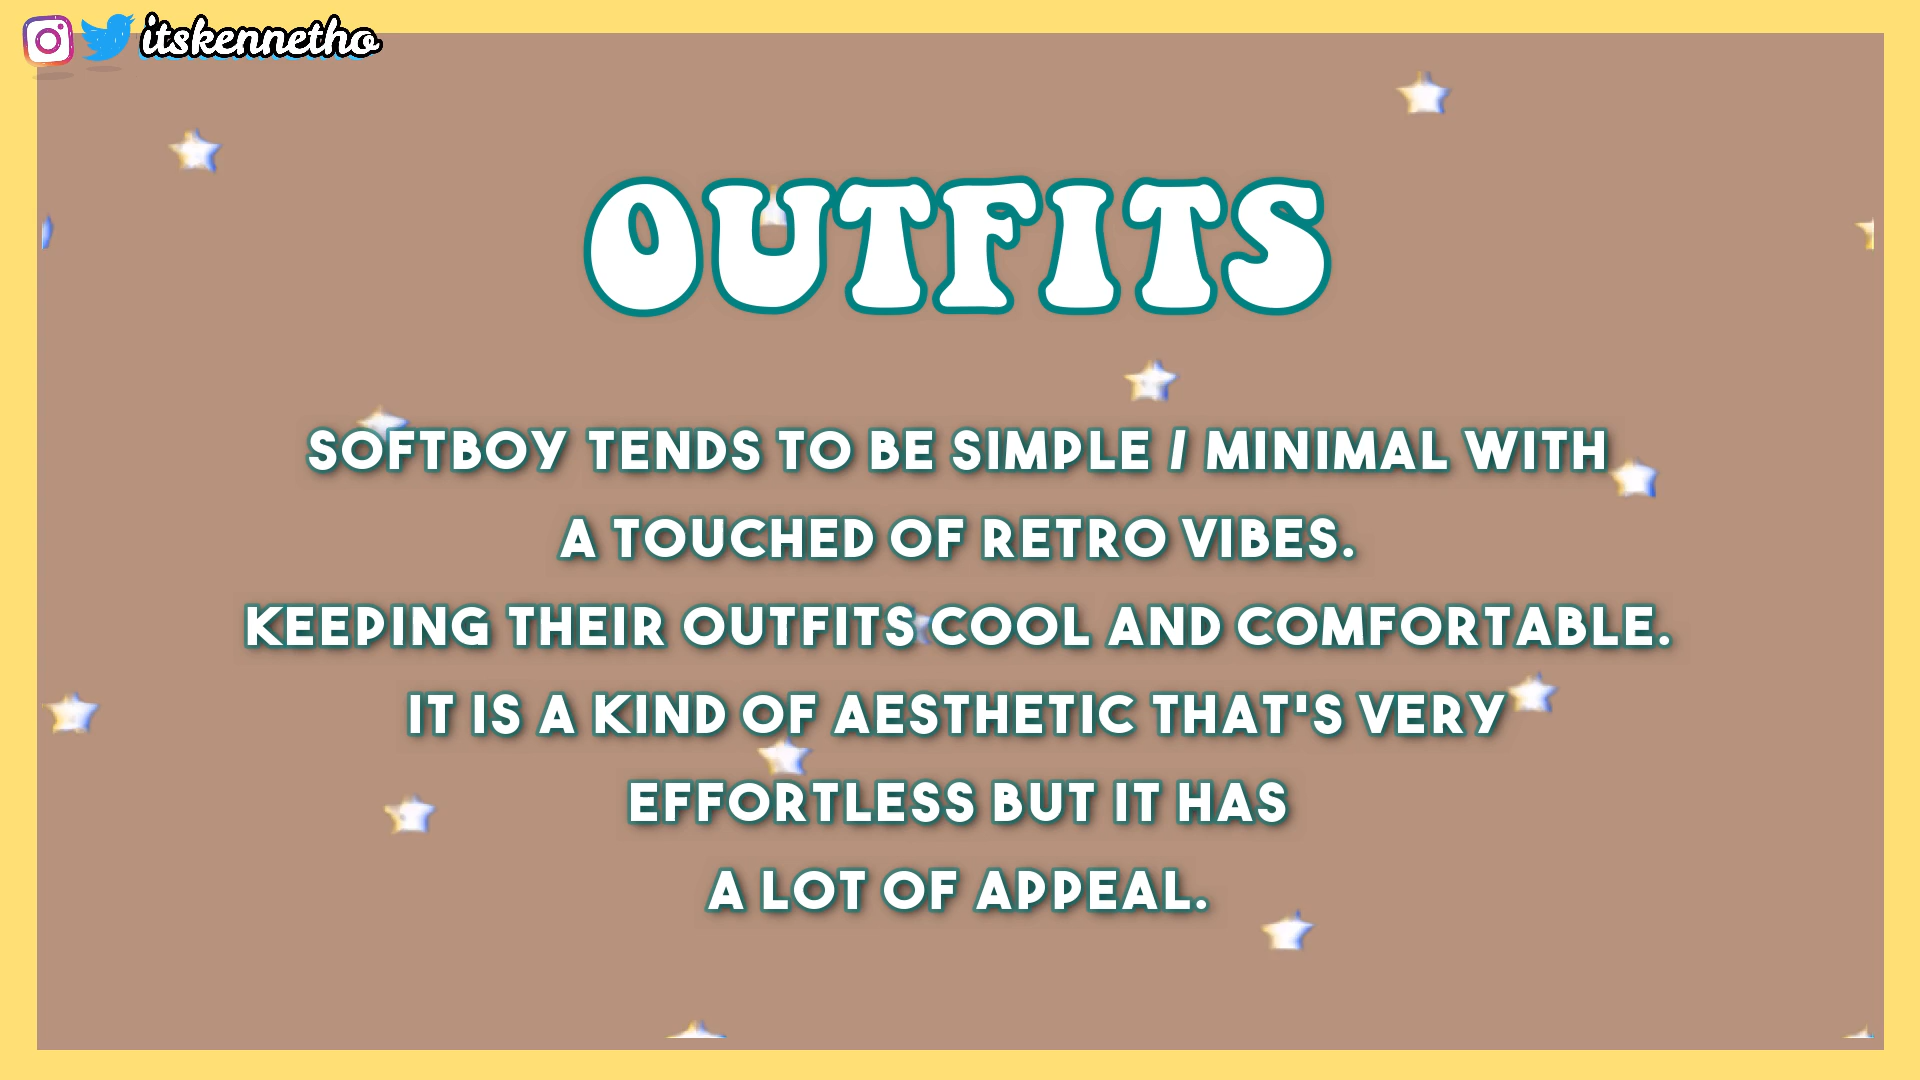 itskennetho
OUTFITS
SOFTBOY TENDS TO BE SIMPLE / MINIMAL WITH
A TOUCHED OF RETRO VIBES.
KEEPING THEIR OUTFITS COOL AND COMFORTABLE.
IT IS A KIND OF AESTHETIC THAT'S VERY
EFFORTLESS BUT IT HAS
A LOT OF APPEAL.